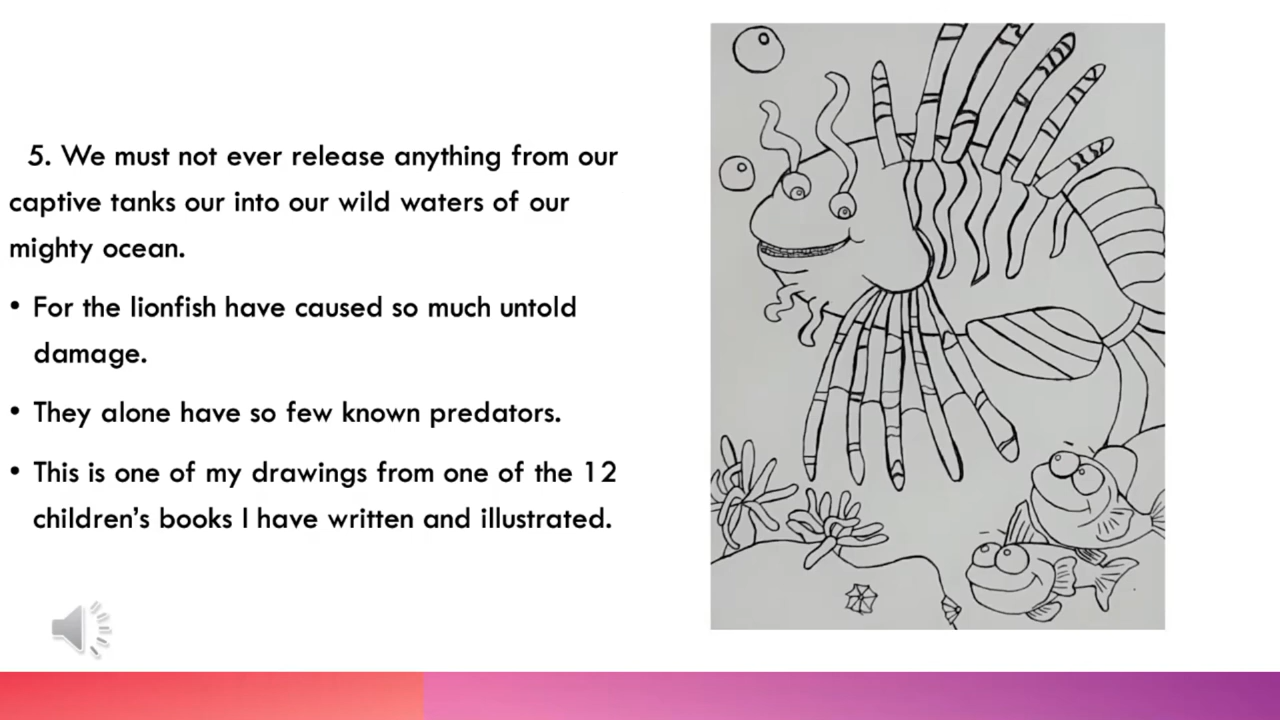 5. We must not ever release anything from our
captive tanks our into our wild waters of our
mighty ocean.
• For the lionfish have caused so much untold
damage.
• They alone have so few known predators.
• This is one of my drawings from one of the 12
children’s books I have written and illustrated.